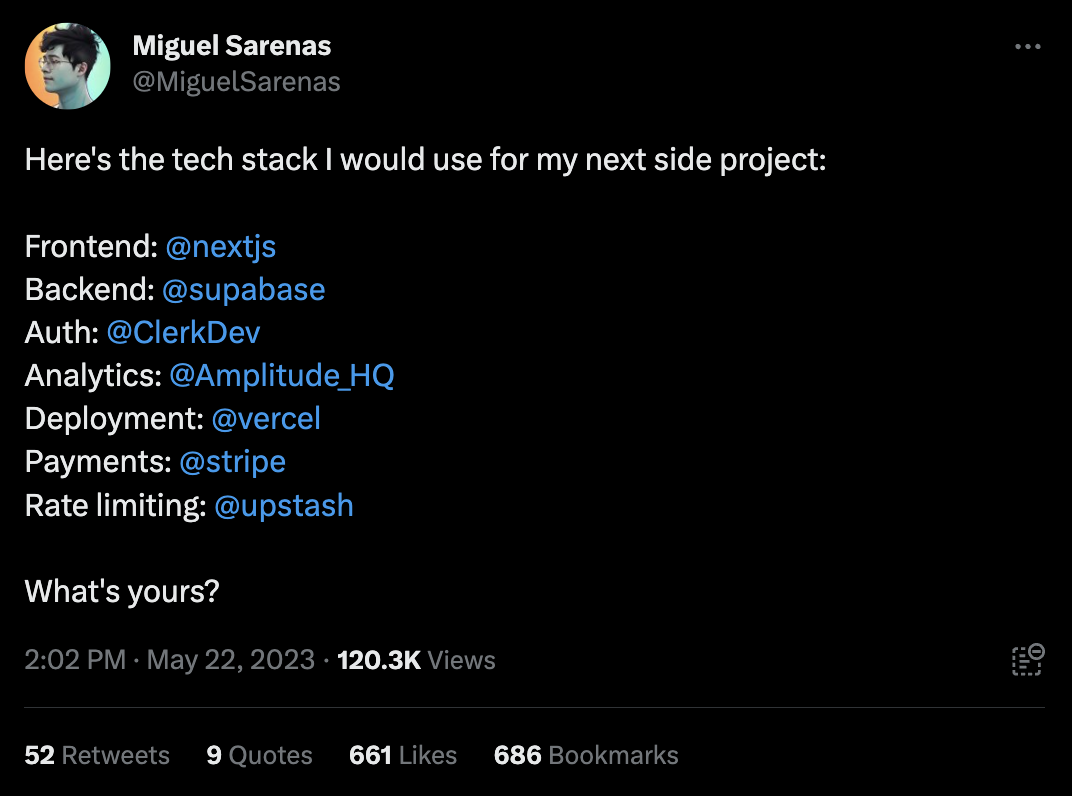 Miguel Sarenas
@MiguelSarenas
Here's the tech stack I would use for my next side project:
Frontend: @nextjs
Backend: @supabase
Auth: @ClerkDev
Analytics: @Amplitude_HQ
Deployment: @vercel
Payments: @stripe
Rate limiting: @upstash
What's yours?
2:02 PM · May 22, 2023 · 120.3K Views
52 Retweets 9 Quotes 661 Likes 686 Bookmarks